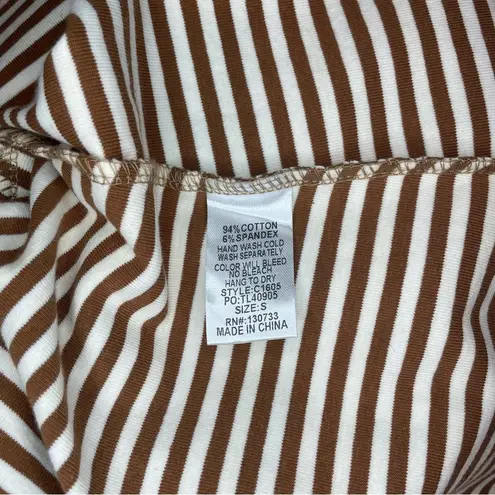 94% COTTON
6% SPANDEX
HAND WASH COLD
WASH SEPARATELY
COLOR WILL BLEED
NO BLEACH
HANG TO DRY
STYLE:C1605
PO:TL40905
SIZE:S
RN#:130733
MADE IN CHINA